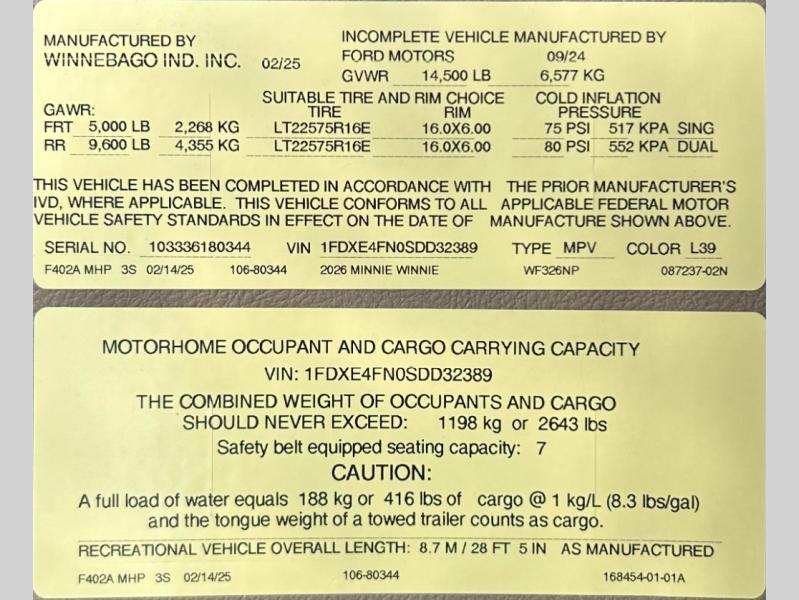 MANUFACTURED BY
WINNEBAGO IND. INC. 02/25
INCOMPLETE VEHICLE MANUFACTURED BY
FORD MOTORS 09/24
GVWR 14,500 LB 6,577 KG
SUITABLE TIRE AND RIM CHOICE COLD INFLATION
GAWR: TIRE RIM PRESSURE
FRT 5,000 LB 2,268 KG LT22575R16E 16.0X6.00 75 PSI 517 KPA SING
RR 9,600 LB 4,355 KG LT22575R16E 16.0X6.00 80 PSI 552 KPA DUAL
THIS VEHICLE HAS BEEN COMPLETED IN ACCORDANCE WITH THE PRIOR MANUFACTURER'S
IVD, WHERE APPLICABLE. THIS VEHICLE CONFORMS TO ALL APPLICABLE FEDERAL MOTOR
VEHICLE SAFETY STANDARDS IN EFFECT ON THE DATE OF MANUFACTURE SHOWN ABOVE.
SERIAL NO. 103336180344 VIN 1FDXE4FN0SDD32389 TYPE MPV COLOR L39
F402A MHP 3S 02/14/25 106-80344 2026 MINNIE WINNIE WF326NP 087237-02N
MOTORHOME OCCUPANT AND CARGO CARRYING CAPACITY
VIN: 1FDXE4FN0SDD32389
THE COMBINED WEIGHT OF OCCUPANTS AND CARGO
SHOULD NEVER EXCEED: 1198 kg or 2643 lbs
Safety belt equipped seating capacity: 7
CAUTION:
A full load of water equals 188 kg or 416 lbs of cargo @ 1 kg/L (8.3 lbs/gal)
and the tongue weight of a towed trailer counts as cargo.
RECREATIONAL VEHICLE OVERALL LENGTH: 8.7 M / 28 FT 5 IN AS MANUFACTURED
F402A MHP 3S 02/14/25 106-80344 168454-01-01A